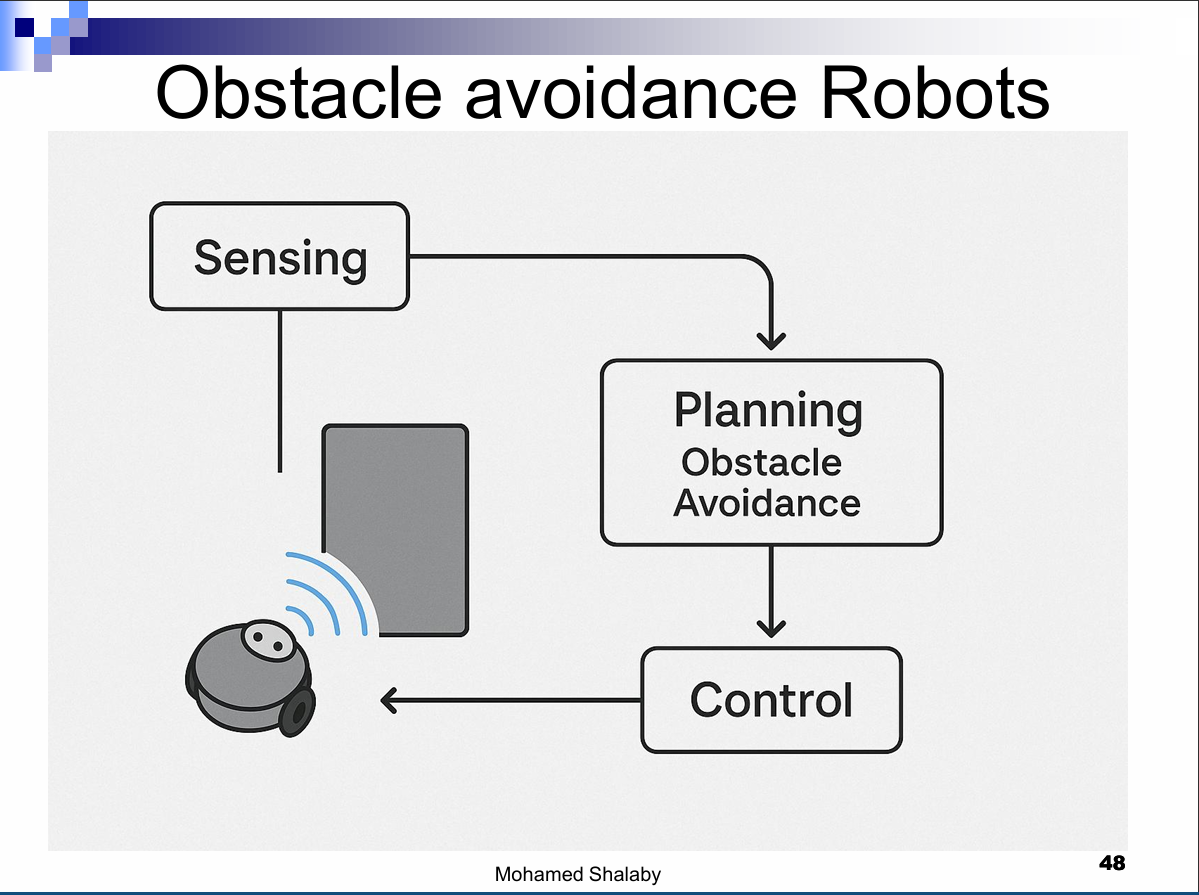 Obstacle avoidance Robots
Sensing
Planning
Obstacle
Avoidance
Control
Mohamed Shalaby
48